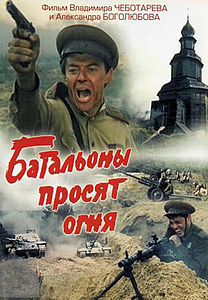 Фильм Владимира Чеботарева
и Александра Боголюбова
Батальоны
просят
огня